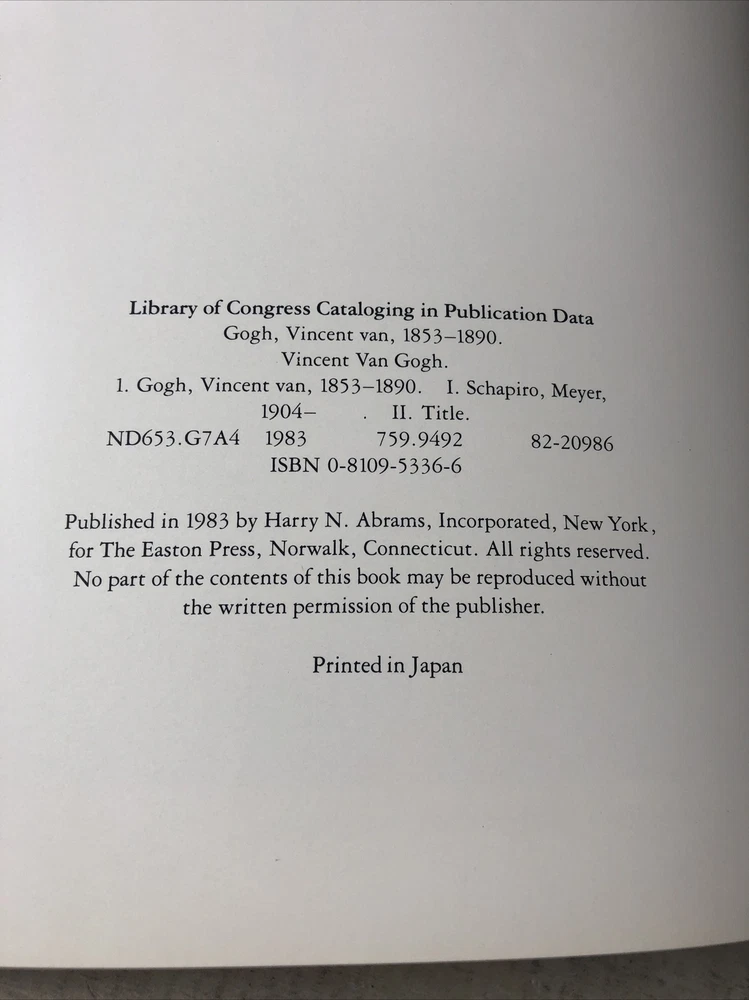 Library of Congress Cataloging in Publication Data
Gogh, Vincent van, 1853–1890.
Vincent Van Gogh.
1. Gogh, Vincent van, 1853–1890. I. Schapiro, Meyer,
1904– . II. Title.
ND653.G7A4 1983 759.9492 82-20986
ISBN 0-8109-5336-6
Published in 1983 by Harry N. Abrams, Incorporated, New York,
for The Easton Press, Norwalk, Connecticut. All rights reserved.
No part of the contents of this book may be reproduced without
the written permission of the publisher.
Printed in Japan